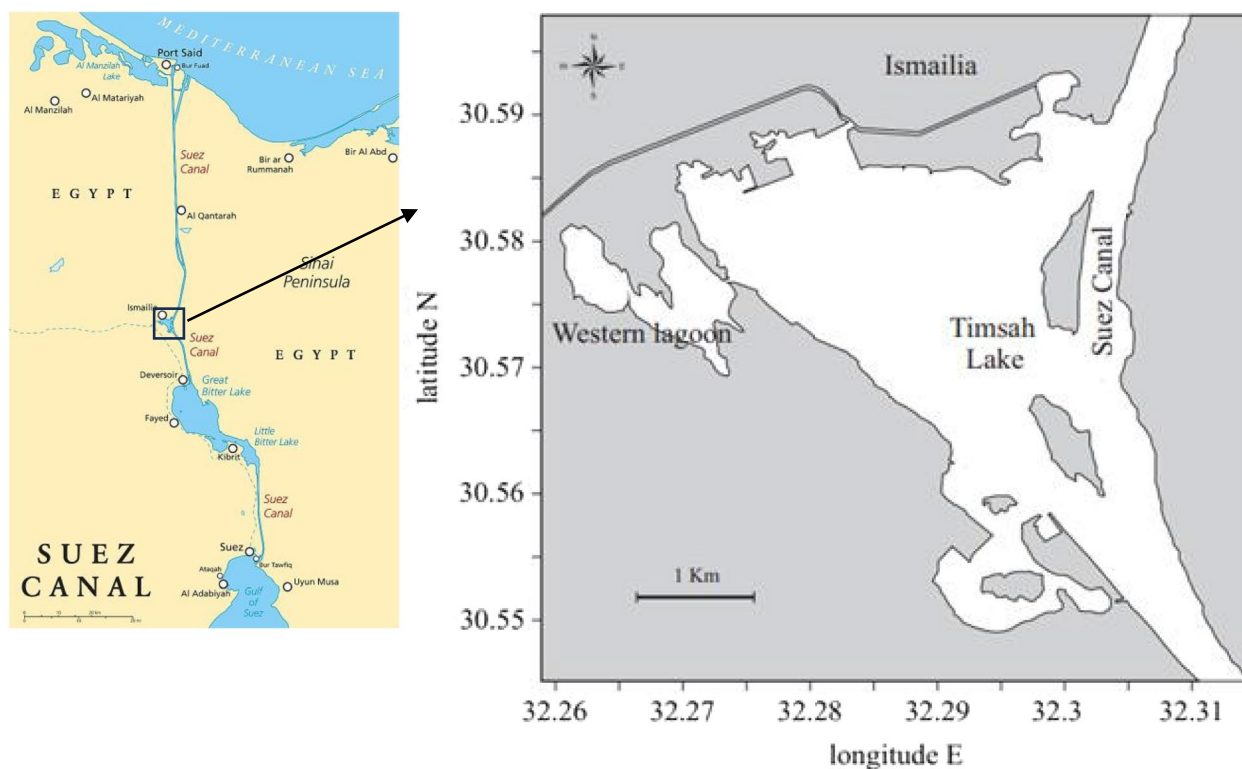 MEDITERRANEAN SEA
Port Said
Bur Fuad
Al Manzilah
Lake
Al Matariyah
Al Manzilah
Suez
Canal
Bir ar
Rummanah
Bir Al Abd
EGYPT
Al Qantarah
Sinai
Peninsula
Ismailia
Suez
Canal
EGYPT
Deversoir
Great
Bitter Lake
Fayed
Little
Bitter Lake
Kibrit
Suez
Canal
SUEZ
CANAL
Suez
Bur Tawfiq
Ataqah
Al Adabiyah
Uyun Musa
Gulf
of
Suez
0 10 20 km
N
E
S
W
Ismailia
30.59
30.58
30.57
30.56
30.55
latitude N
Western lagoon
Timsah
Lake
Suez Canal
1 Km
32.26 32.27 32.28 32.29 32.3 32.31
longitude E